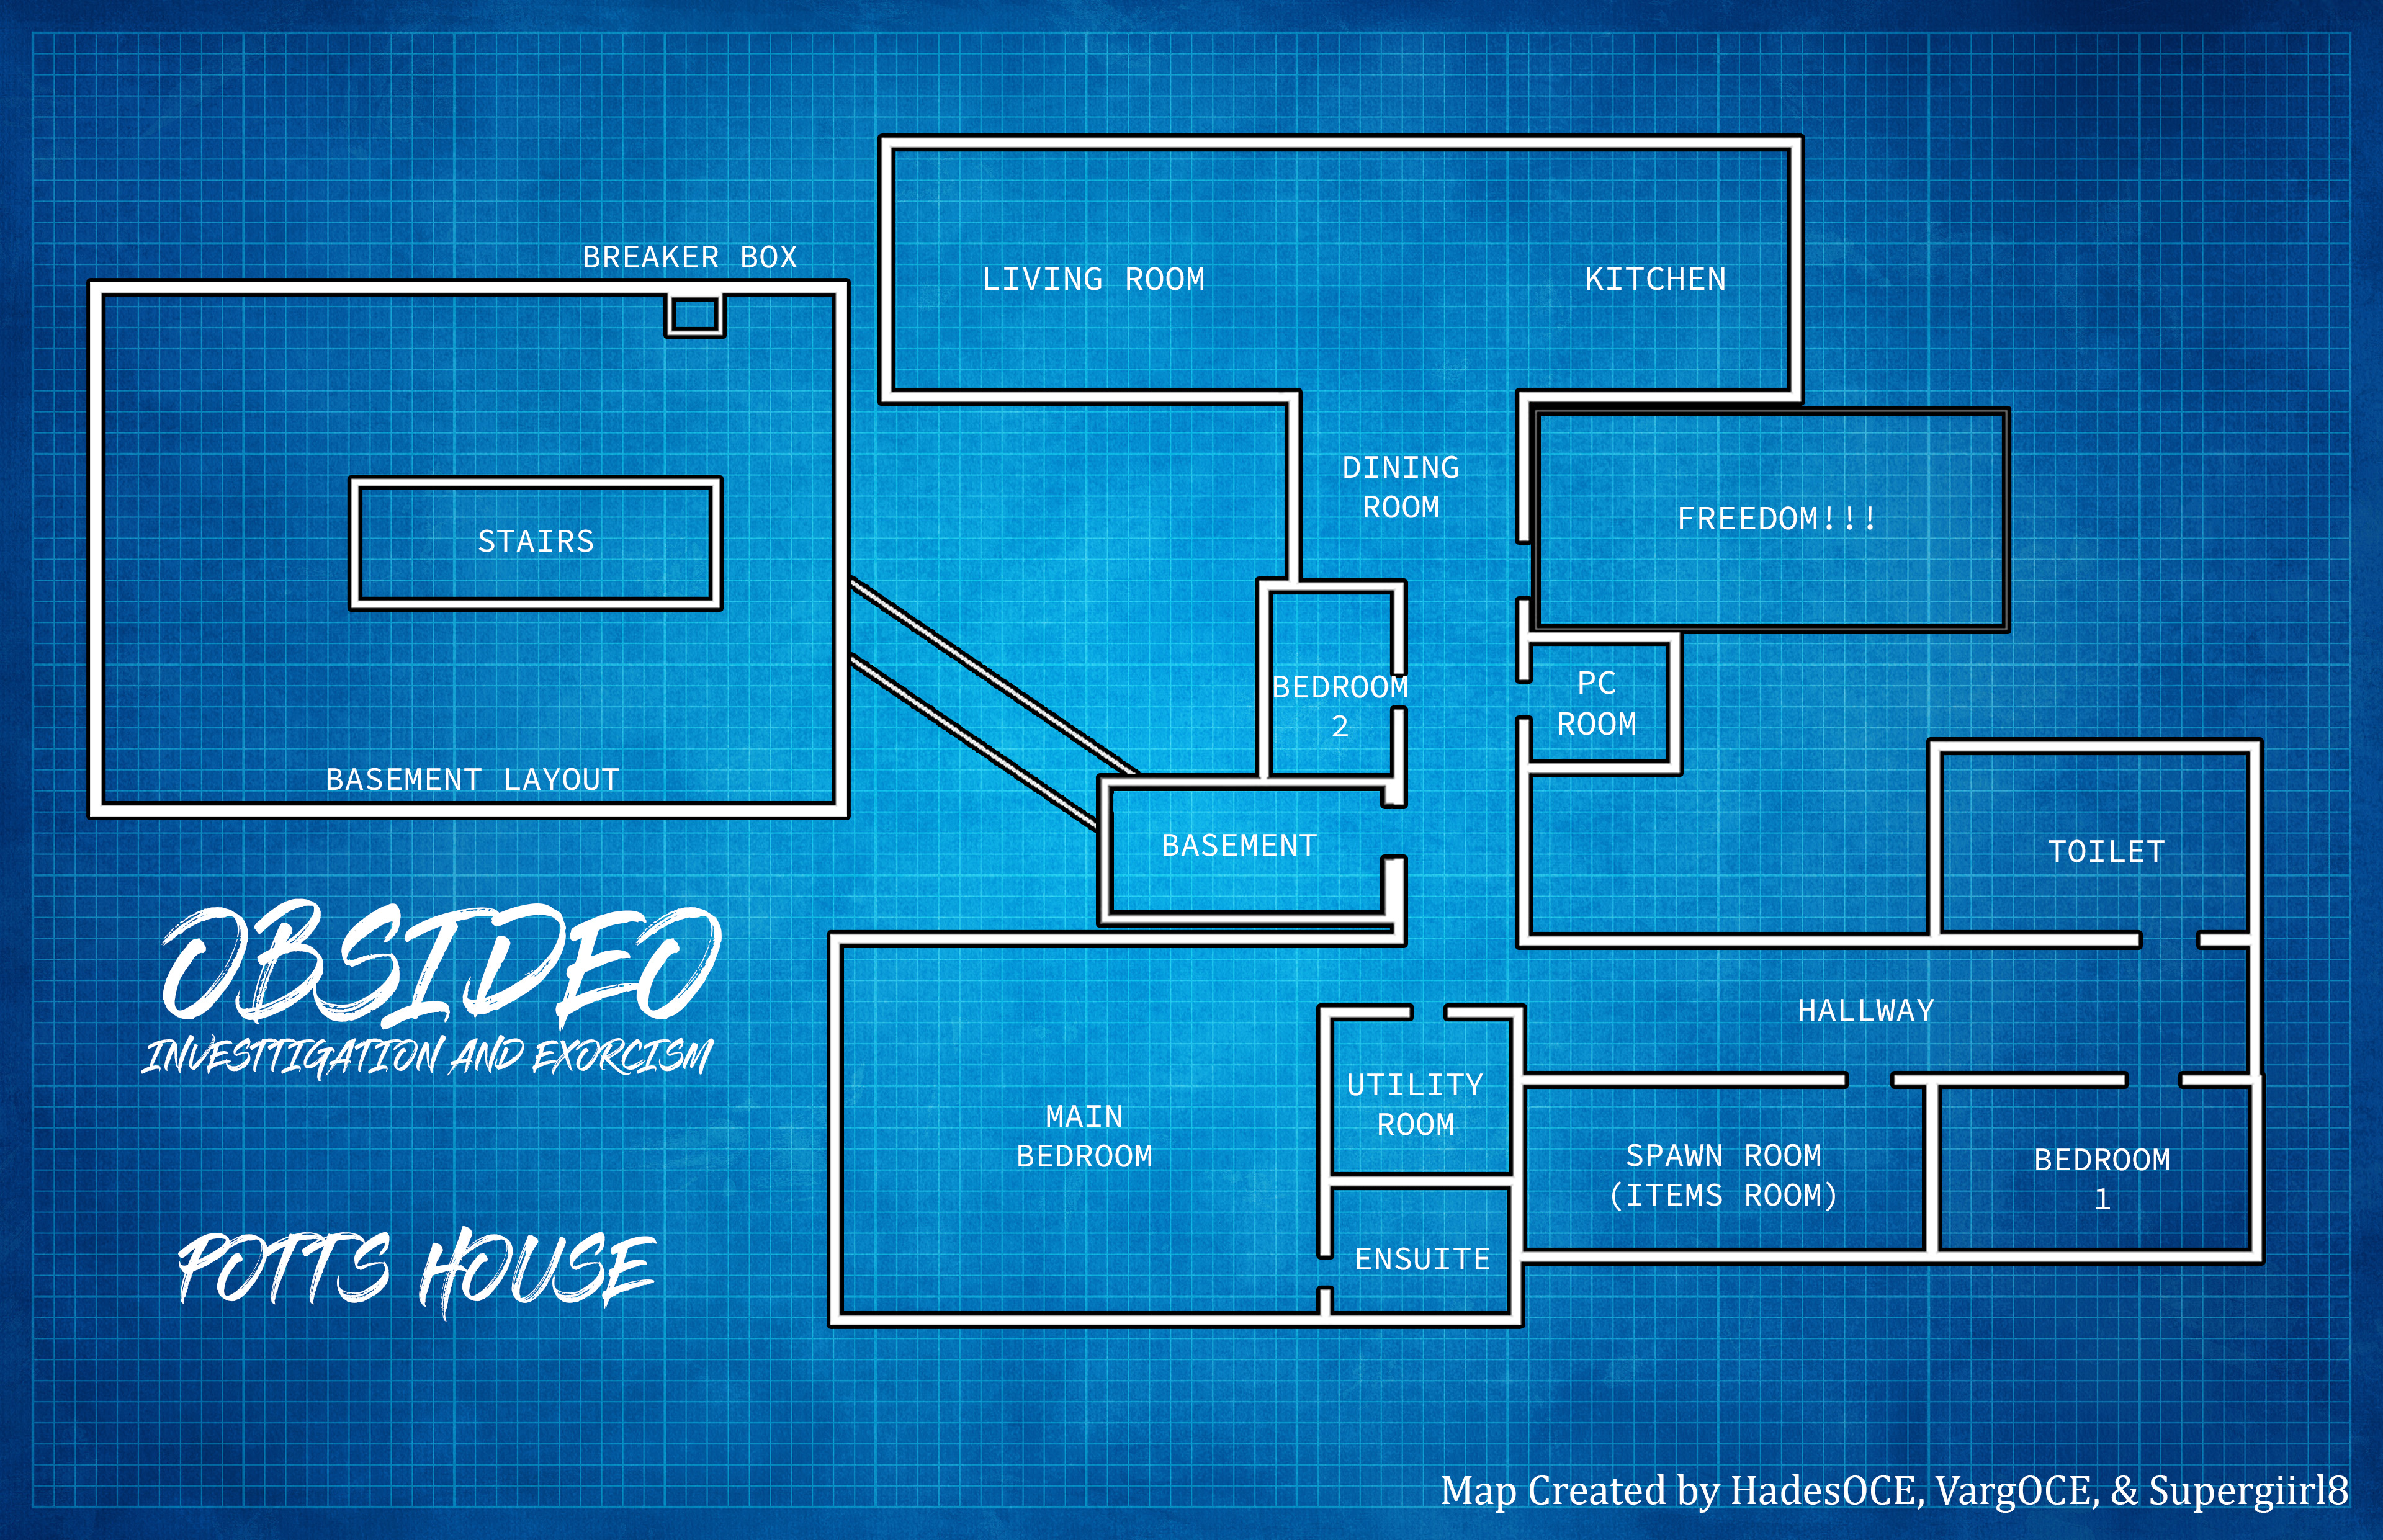 BREAKER BOX
LIVING ROOM
KITCHEN
STAIRS
DINING
ROOM
FREEDOM!!!
BEDROOM
2
PC
ROOM
BASEMENT LAYOUT
BASEMENT
TOILET
OBSIDEO
INVESTIGATION AND EXORCISM
HALLWAY
UTILITY
ROOM
MAIN
BEDROOM
SPAWN ROOM
(ITEMS ROOM)
BEDROOM
1
ENSUITE
POTTS HOUSE
Map Created by HadesOCE, VargOCE, & Supergiirl8